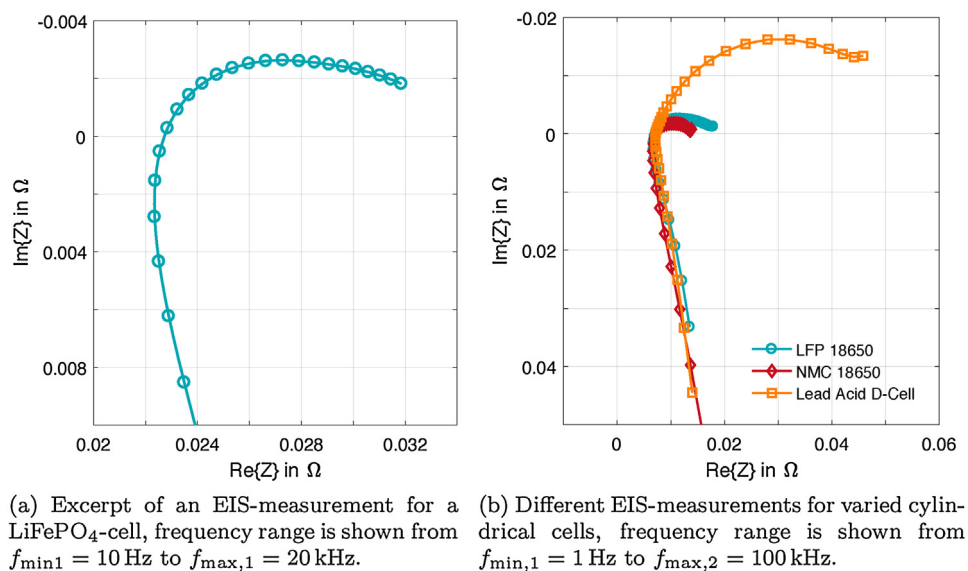 -0.004
0
0.004
0.008
Im{Z} in Ω
0.02
0.024
0.028
0.032
Re{Z} in Ω
(a) Excerpt of an EIS-measurement for a
LiFePO₄-cell, frequency range is shown from
f_min1 = 10 Hz to f_max,1 = 20 kHz.
-0.02
0
0.02
0.04
Im{Z} in Ω
LFP 18650
NMC 18650
Lead Acid D-Cell
0
0.02
0.04
0.06
Re{Z} in Ω
(b) Different EIS-measurements for varied cylin-
drical cells, frequency range is shown from
f_min,1 = 1 Hz to f_max,2 = 100 kHz.